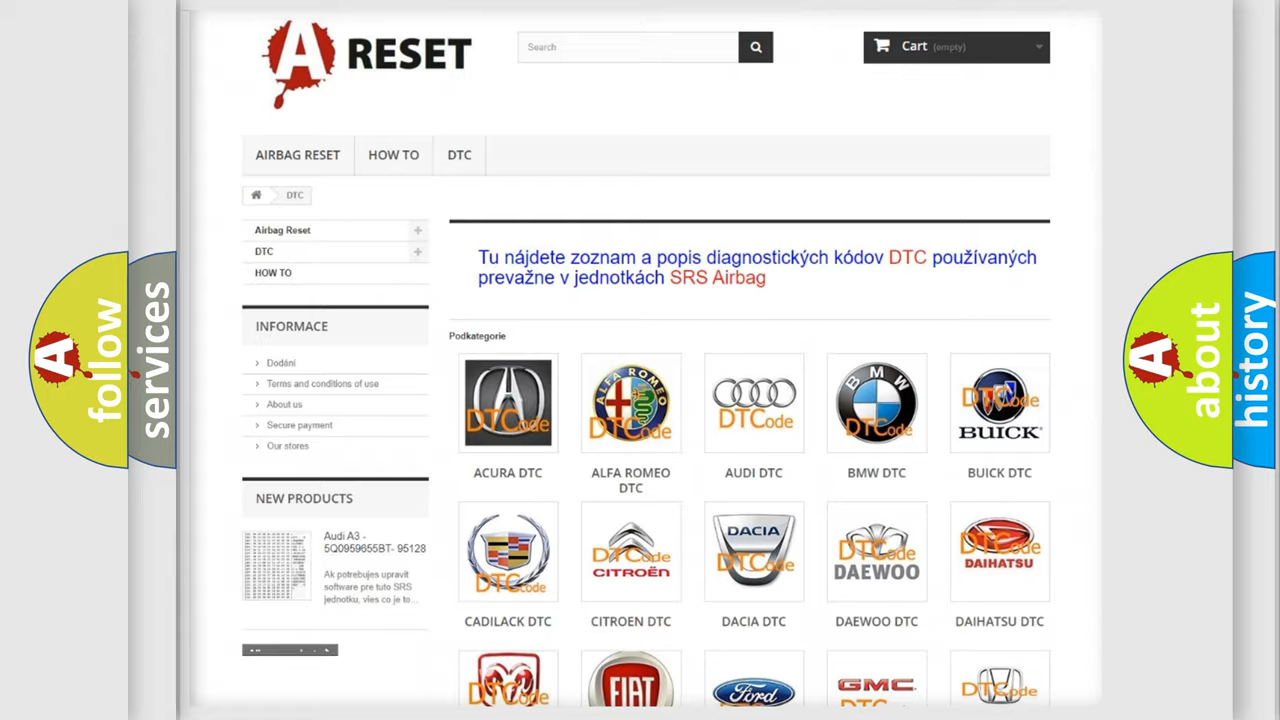 A RESET
Search
Cart (empty)
AIRBAG RESET
HOW TO
DTC
DTC
Airbag Reset
DTC
HOW TO
INFORMACE
Dodání
Terms and conditions of use
About us
Secure payment
Our stores
NEW PRODUCTS
Audi A3 -
5Q0959655BT- 95128
Ak potrebujes upravit
software pre tuto SRS
jednotku, vies co je to...
Tu nájdete zoznam a popis diagnostických kódov DTC používaných
prevažne v jednotkách SRS Airbag
Podkategorie
DTCode
ALFA ROMEO
DTCode
DTCode
BMW
DTCode
DTCode
BUICK
ACURA DTC
ALFA ROMEO
DTC
AUDI DTC
BMW DTC
BUICK DTC
DTCode
DTCode
CITROËN
DACIA
DTCode
DTCode
DAEWOO
DTCode
DAIHATSU
CADILACK DTC
CITROEN DTC
DACIA DTC
DAEWOO DTC
DAIHATSU DTC
DTCode
FIAT
Ford
GMC
DTCode
A follow
services
A about
history